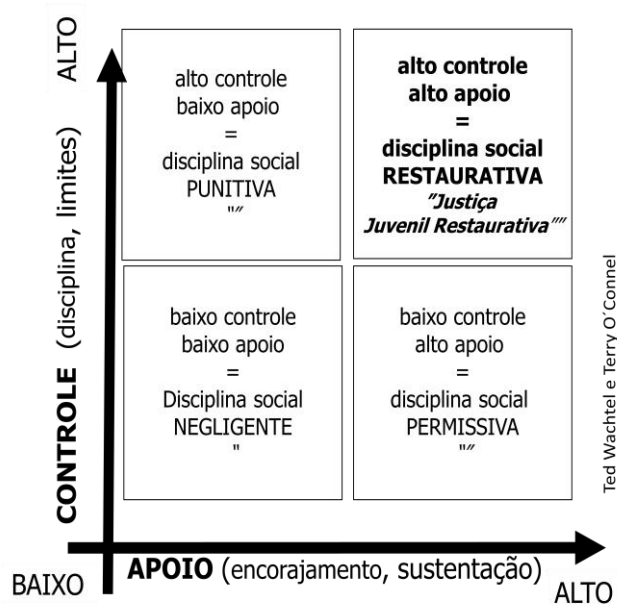 ALTO
CONTROLE (disciplina, limites)
alto controle
baixo apoio
=
disciplina social
PUNITIVA
"″
alto controle
alto apoio
=
disciplina social
RESTAURATIVA
″Justiça
Juvenil Restaurativa″″″
baixo controle
baixo apoio
=
Disciplina social
NEGLIGENTE
"
baixo controle
alto apoio
=
disciplina social
PERMISSIVA
"″
Ted Wachtel e Terry O´Connel
BAIXO
APOIO (encorajamento, sustentação)
ALTO